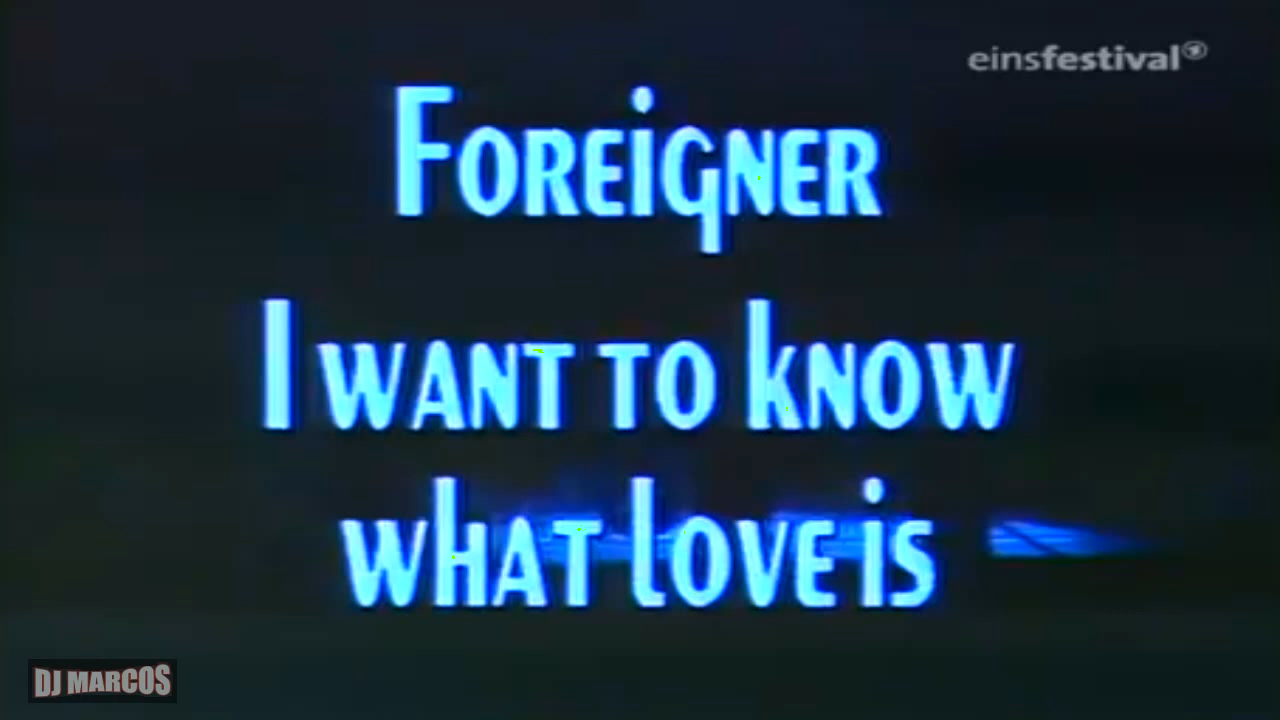 einsfestival
Foreigner
I want to know
what love is
DJ MARCOS